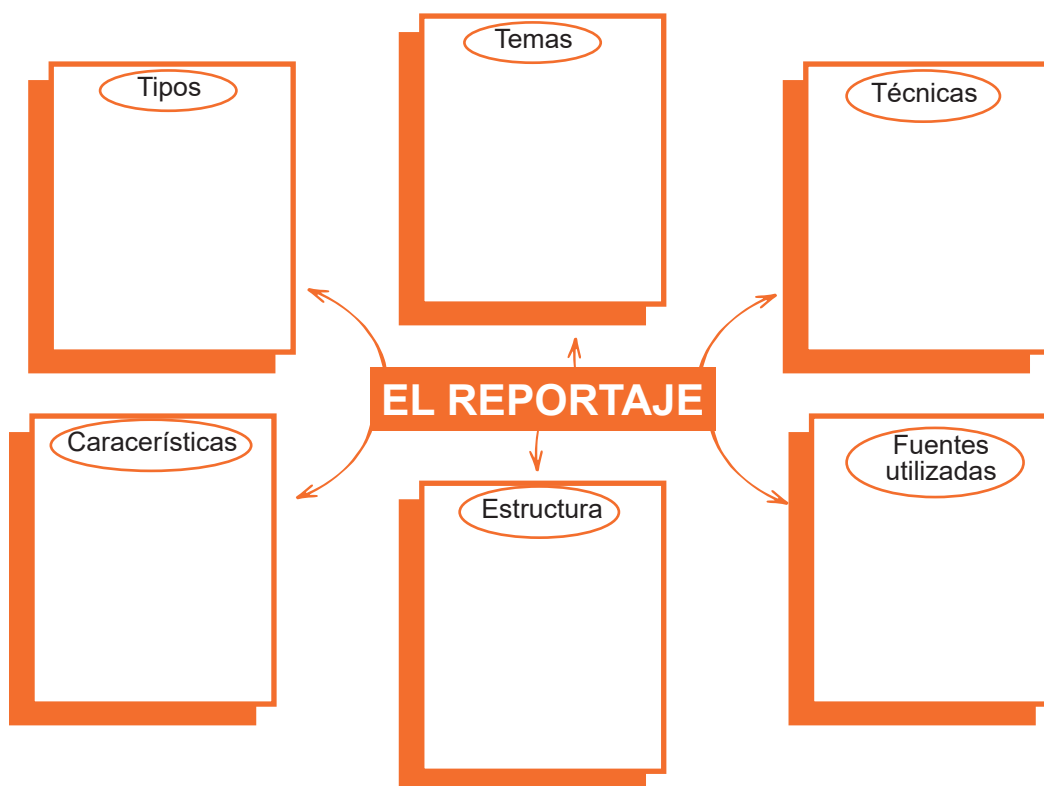 Temas
Tipos
Técnicas
EL REPORTAJE
Caracerísticas
Fuentes
utilizadas
Estructura